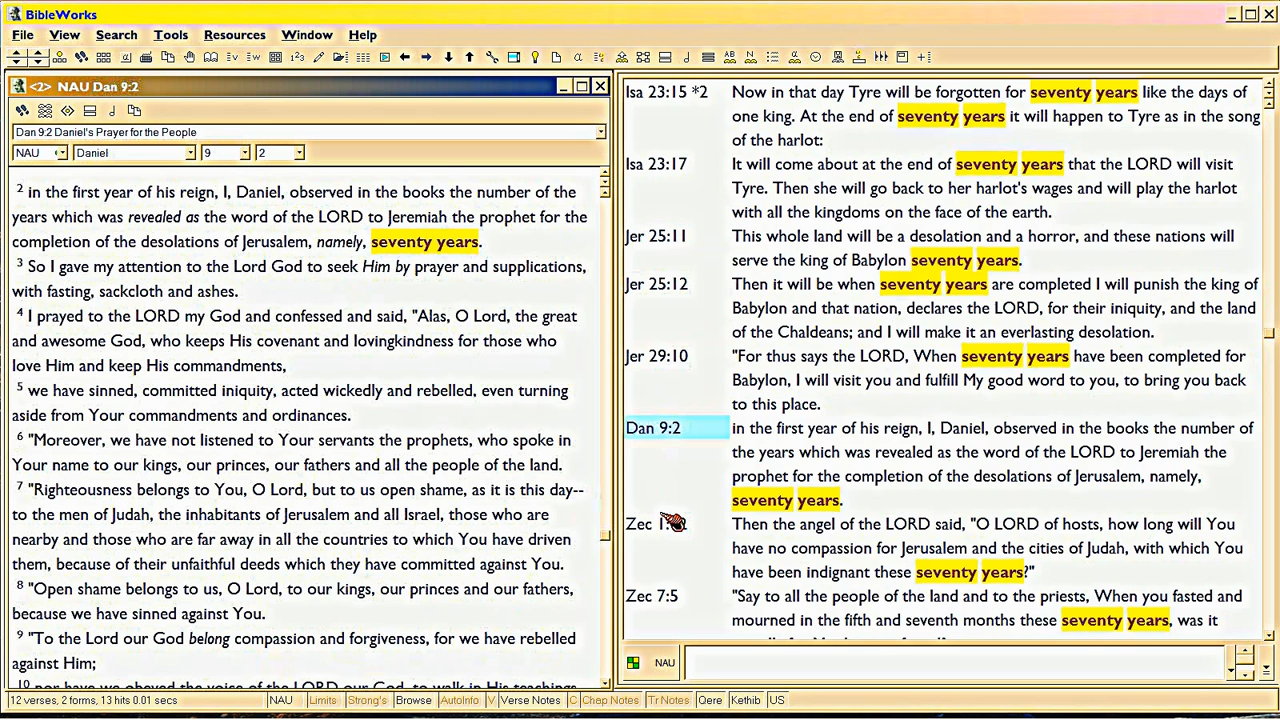 BibleWorks
File View Search Tools Resources Window Help
<2> NAU Dan 9:2
Dan 9:2 Daniel's Prayer for the People
NAU Daniel 9 2
2 in the first year of his reign, I, Daniel, observed in the books the number of the
years which was revealed as the word of the LORD to Jeremiah the prophet for the
completion of the desolations of Jerusalem, namely, seventy years.
3 So I gave my attention to the Lord God to seek Him by prayer and supplications,
with fasting, sackcloth and ashes.
4 I prayed to the LORD my God and confessed and said, "Alas, O Lord, the great
and awesome God, who keeps His covenant and lovingkindness for those who
love Him and keep His commandments,
5 we have sinned, committed iniquity, acted wickedly and rebelled, even turning
aside from Your commandments and ordinances.
6 "Moreover, we have not listened to Your servants the prophets, who spoke in
Your name to our kings, our princes, our fathers and all the people of the land.
7 "Righteousness belongs to You, O Lord, but to us open shame, as it is this day--
to the men of Judah, the inhabitants of Jerusalem and all Israel, those who are
nearby and those who are far away in all the countries to which You have driven
them, because of their unfaithful deeds which they have committed against You.
8 "Open shame belongs to us, O Lord, to our kings, our princes and our fathers,
because we have sinned against You.
9 "To the Lord our God belong compassion and forgiveness, for we have rebelled
against Him;
10 nor have we obeyed the voice of the LORD our God, to walk in His teachings
Isa 23:15 *2 Now in that day Tyre will be forgotten for seventy years like the days of
one king. At the end of seventy years it will happen to Tyre as in the song
of the harlot:
Isa 23:17 It will come about at the end of seventy years that the LORD will visit
Tyre. Then she will go back to her harlot's wages and will play the harlot
with all the kingdoms on the face of the earth.
Jer 25:11 This whole land will be a desolation and a horror, and these nations will
serve the king of Babylon seventy years.
Jer 25:12 Then it will be when seventy years are completed I will punish the king of
Babylon and that nation, declares the LORD, for their iniquity, and the land
of the Chaldeans; and I will make it an everlasting desolation.
Jer 29:10 "For thus says the LORD, When seventy years have been completed for
Babylon, I will visit you and fulfill My good word to you, to bring you back
to this place.
Dan 9:2 in the first year of his reign, I, Daniel, observed in the books the number of
the years which was revealed as the word of the LORD to Jeremiah the
prophet for the completion of the desolations of Jerusalem, namely,
seventy years.
Zec Then the angel of the LORD said, "O LORD of hosts, how long will You
have no compassion for Jerusalem and the cities of Judah, with which You
have been indignant these seventy years?"
Zec 7:5 "Say to all the people of the land and to the priests, When you fasted and
mourned in the fifth and seventh months these seventy years, was it
NAU
12 verses, 2 forms, 13 hits 0.01 secs NAU Limits Strong's Browse AutoInfo V Verse Notes C Chap Notes Tr Notes Qere Kethib US